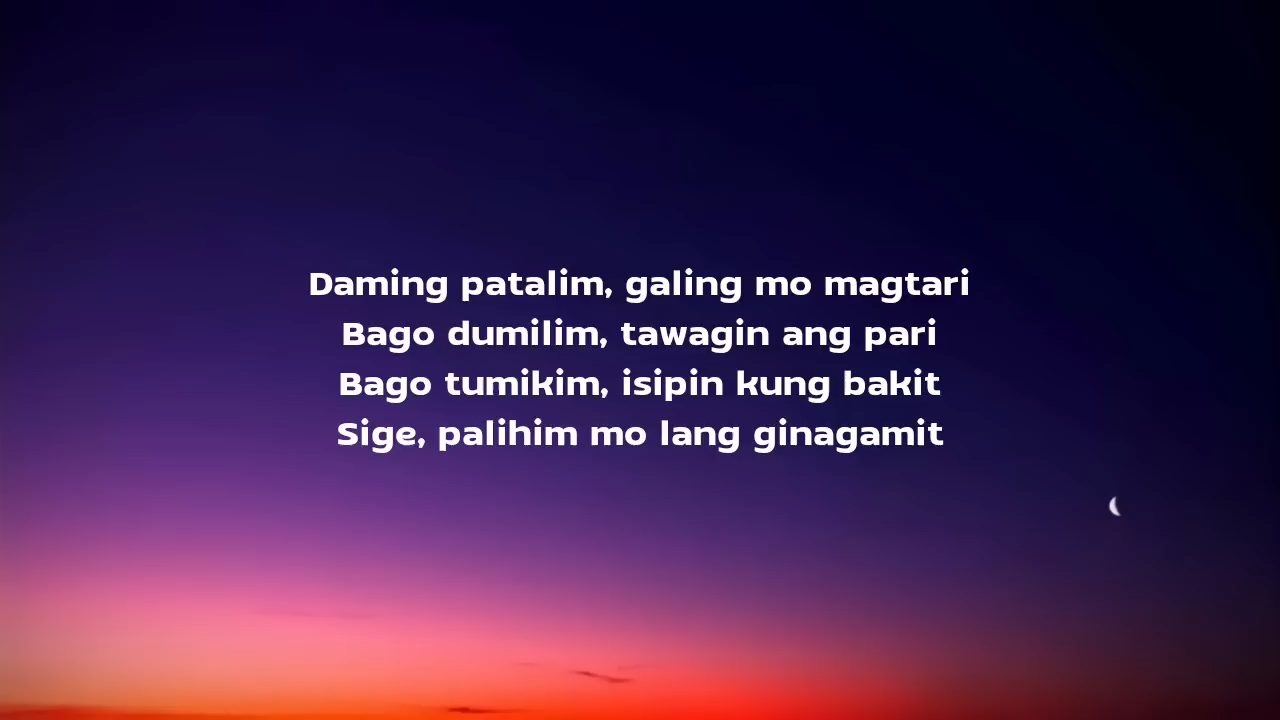 Daming patalim, galing mo magtari
Bago dumilim, tawagin ang pari
Bago tumikim, isipin kung bakit
Sige, palihim mo lang ginagamit